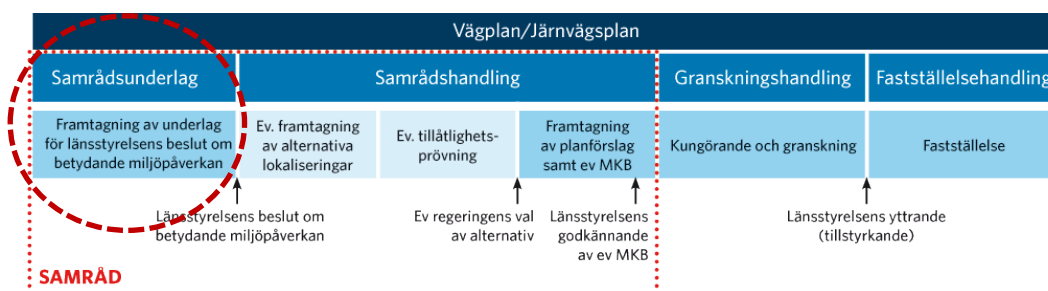 Vägplan/Järnvägsplan
Samrådsunderlag
Samrådshandling
Granskningshandling
Fastställelsehandling
Framtagning av underlag
för länsstyrelsens beslut om
betydande miljöpåverkan
Ev. framtagning
av alternativa
lokaliseringar
Ev. tillåtlighets-
prövning
Framtagning
av planförslag
samt ev MKB
Kungörande och granskning
Fastställelse
Länsstyrelsens beslut om
betydande miljöpåverkan
Ev regeringens val
av alternativ
Länsstyrelsens
godkännande
av ev MKB
Länsstyrelsens yttrande
(tillstyrkande)
SAMRÅD